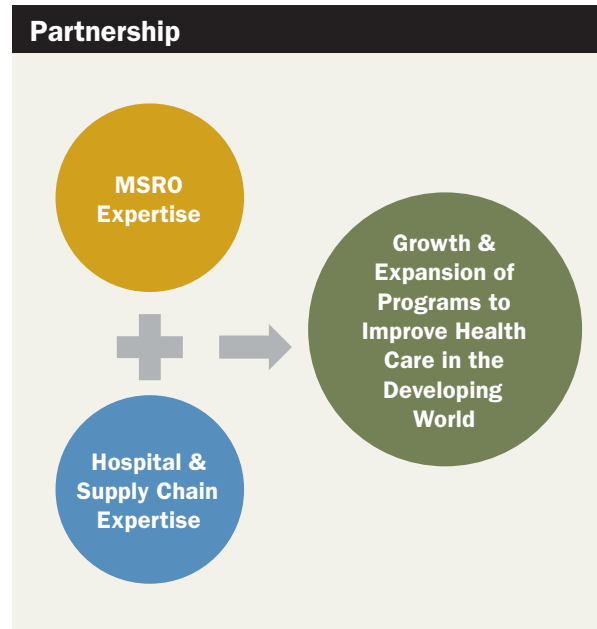 Partnership
MSRO
Expertise
Hospital &
Supply Chain
Expertise
Growth &
Expansion of
Programs to
Improve Health
Care in the
Developing
World